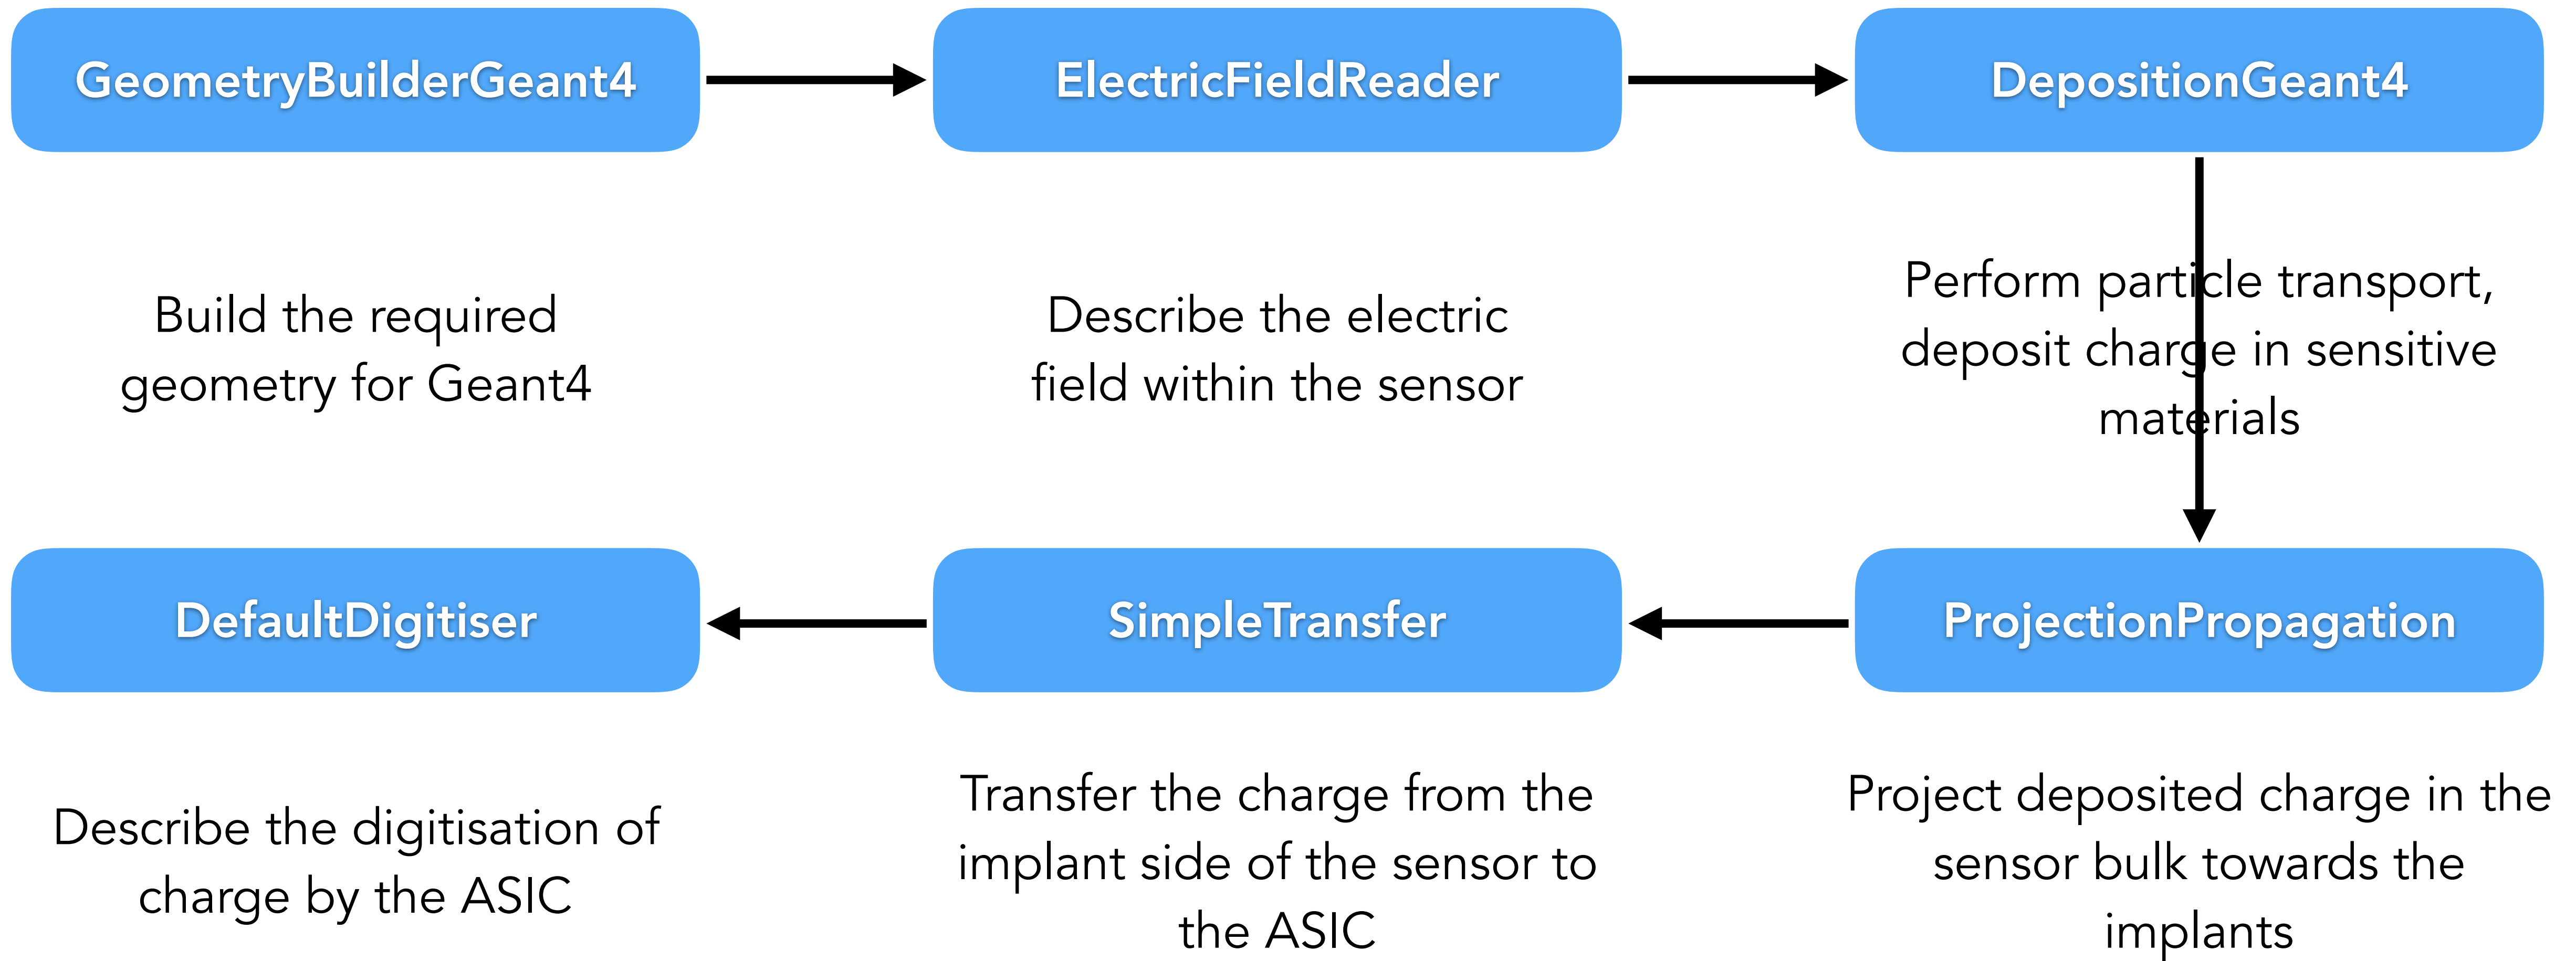 GeometryBuilderGeant4
ElectricFieldReader
DepositionGeant4
Build the required
geometry for Geant4
Describe the electric
field within the sensor
Perform particle transport,
deposit charge in sensitive
materials
DefaultDigitiser
SimpleTransfer
ProjectionPropagation
Describe the digitisation of
charge by the ASIC
Transfer the charge from the
implant side of the sensor to
the ASIC
Project deposited charge in the
sensor bulk towards the
implants